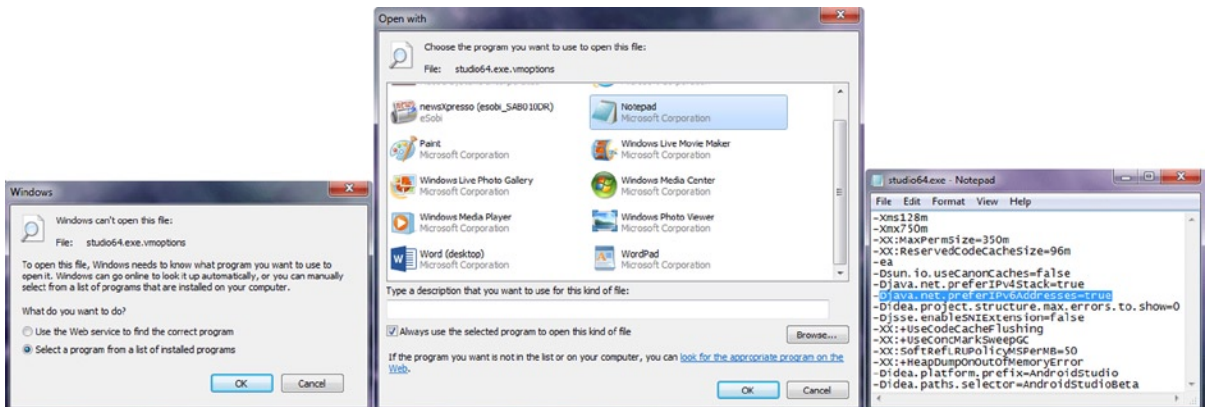 Windows
Windows can't open this file:
File: studio64.exe.vmoptions
To open this file, Windows needs to know what program you want to use to
open it. Windows can go online to look it up automatically, or you can manually
select from a list of programs that are installed on your computer.
What do you want to do?
Use the Web service to find the correct program
Select a program from a list of installed programs
OK Cancel
Open with
Choose the program you want to use to open this file:
File: studio64.exe.vmoptions
newsXpresso (esobi_SAB010DR)
eSobi
Notepad
Microsoft Corporation
Paint
Microsoft Corporation
Windows Live Movie Maker
Microsoft Corporation
Windows Live Photo Gallery
Microsoft Corporation
Windows Media Center
Microsoft Corporation
Windows Media Player
Microsoft Corporation
Windows Photo Viewer
Microsoft Corporation
Word (desktop)
Microsoft Corporation
WordPad
Microsoft Corporation
Type a description that you want to use for this kind of file:
Always use the selected program to open this kind of file
Browse...
If the program you want is not in the list or on your computer, you can look for the appropriate program on the
Web.
OK Cancel
studio64.exe - Notepad
File Edit Format View Help
-Xms128m
-Xmx750m
-XX:MaxPermSize=350m
-XX:ReservedCodeCacheSize=96m
-ea
-Dsun.io.useCanonCaches=false
-Djava.net.preferIPv4Stack=true
-Djava.net.preferIPv6Addresses=true
-Didea.project.structure.max.errors.to.show=0
-Djsse.enableSNIExtension=false
-XX:+UseCodeCacheFlushing
-XX:+UseConcMarkSweepGC
-XX:SoftRefLRUPolicyMSPerMB=50
-XX:+HeapDumpOnOutOfMemoryError
-Didea.platform.prefix=AndroidStudio
-Didea.paths.selector=AndroidStudioBeta